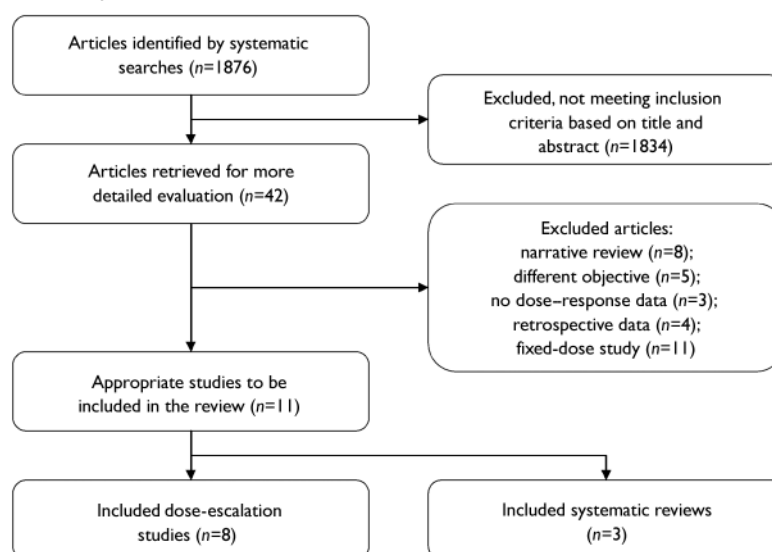 Articles identified by systematic
searches (n=1876)
Excluded, not meeting inclusion
criteria based on title and
abstract (n=1834)
Articles retrieved for more
detailed evaluation (n=42)
Excluded articles:
narrative review (n=8);
different objective (n=5);
no dose–response data (n=3);
retrospective data (n=4);
fixed-dose study (n=11)
Appropriate studies to be
included in the review (n=11)
Included dose-escalation
studies (n=8)
Included systematic reviews
(n=3)